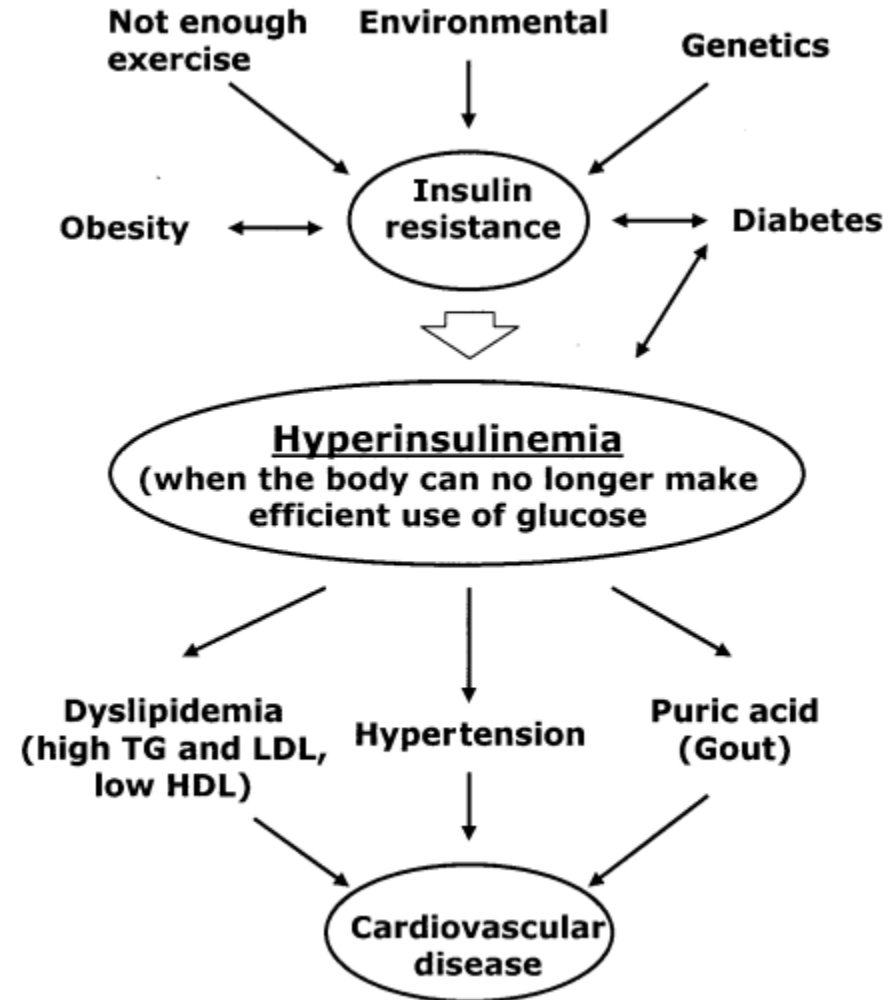 Not enough
exercise
Environmental
Genetics
Insulin
resistance
Obesity
Diabetes
Hyperinsulinemia
(when the body can no longer make
efficient use of glucose
Dyslipidemia
(high TG and LDL,
low HDL)
Hypertension
Puric acid
(Gout)
Cardiovascular
disease